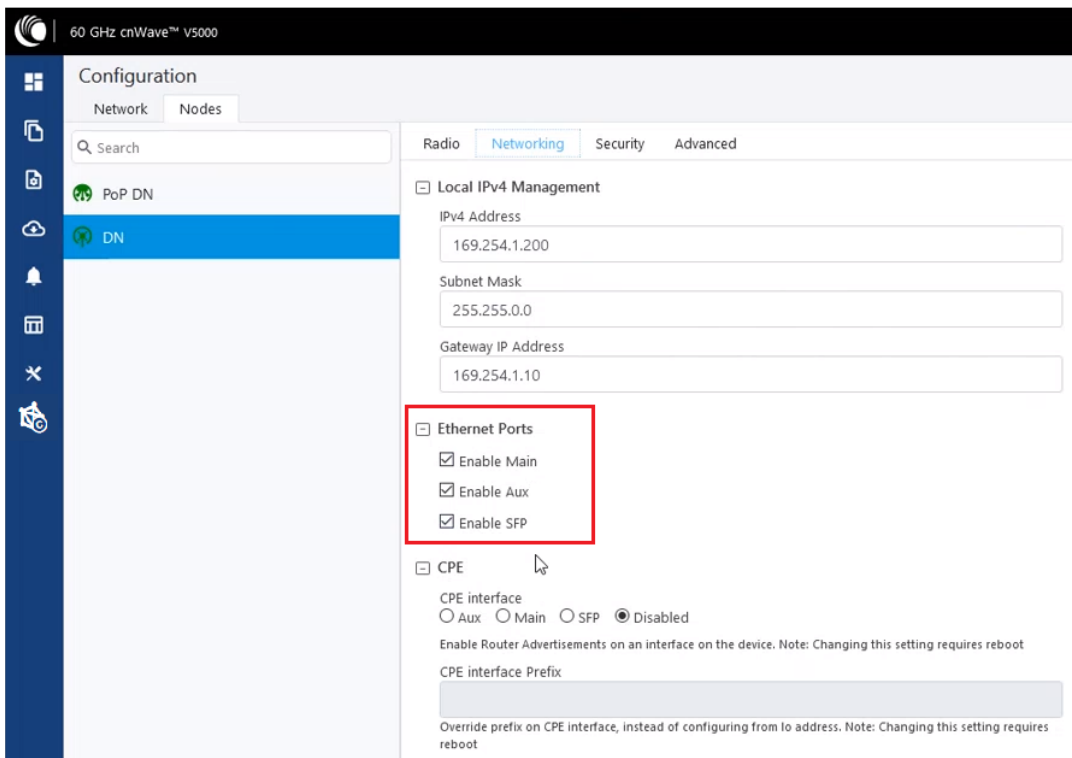 60 GHz cnWave™ V5000
Configuration
Network Nodes
Search
PoP DN
DN
Radio Networking Security Advanced
Local IPv4 Management
IPv4 Address
169.254.1.200
Subnet Mask
255.255.0.0
Gateway IP Address
169.254.1.10
Ethernet Ports
Enable Main
Enable Aux
Enable SFP
CPE
CPE interface
Aux Main SFP Disabled
Enable Router Advertisements on an interface on the device. Note: Changing this setting requires reboot
CPE interface Prefix
Override prefix on CPE interface, instead of configuring from lo address. Note: Changing this setting requires
reboot